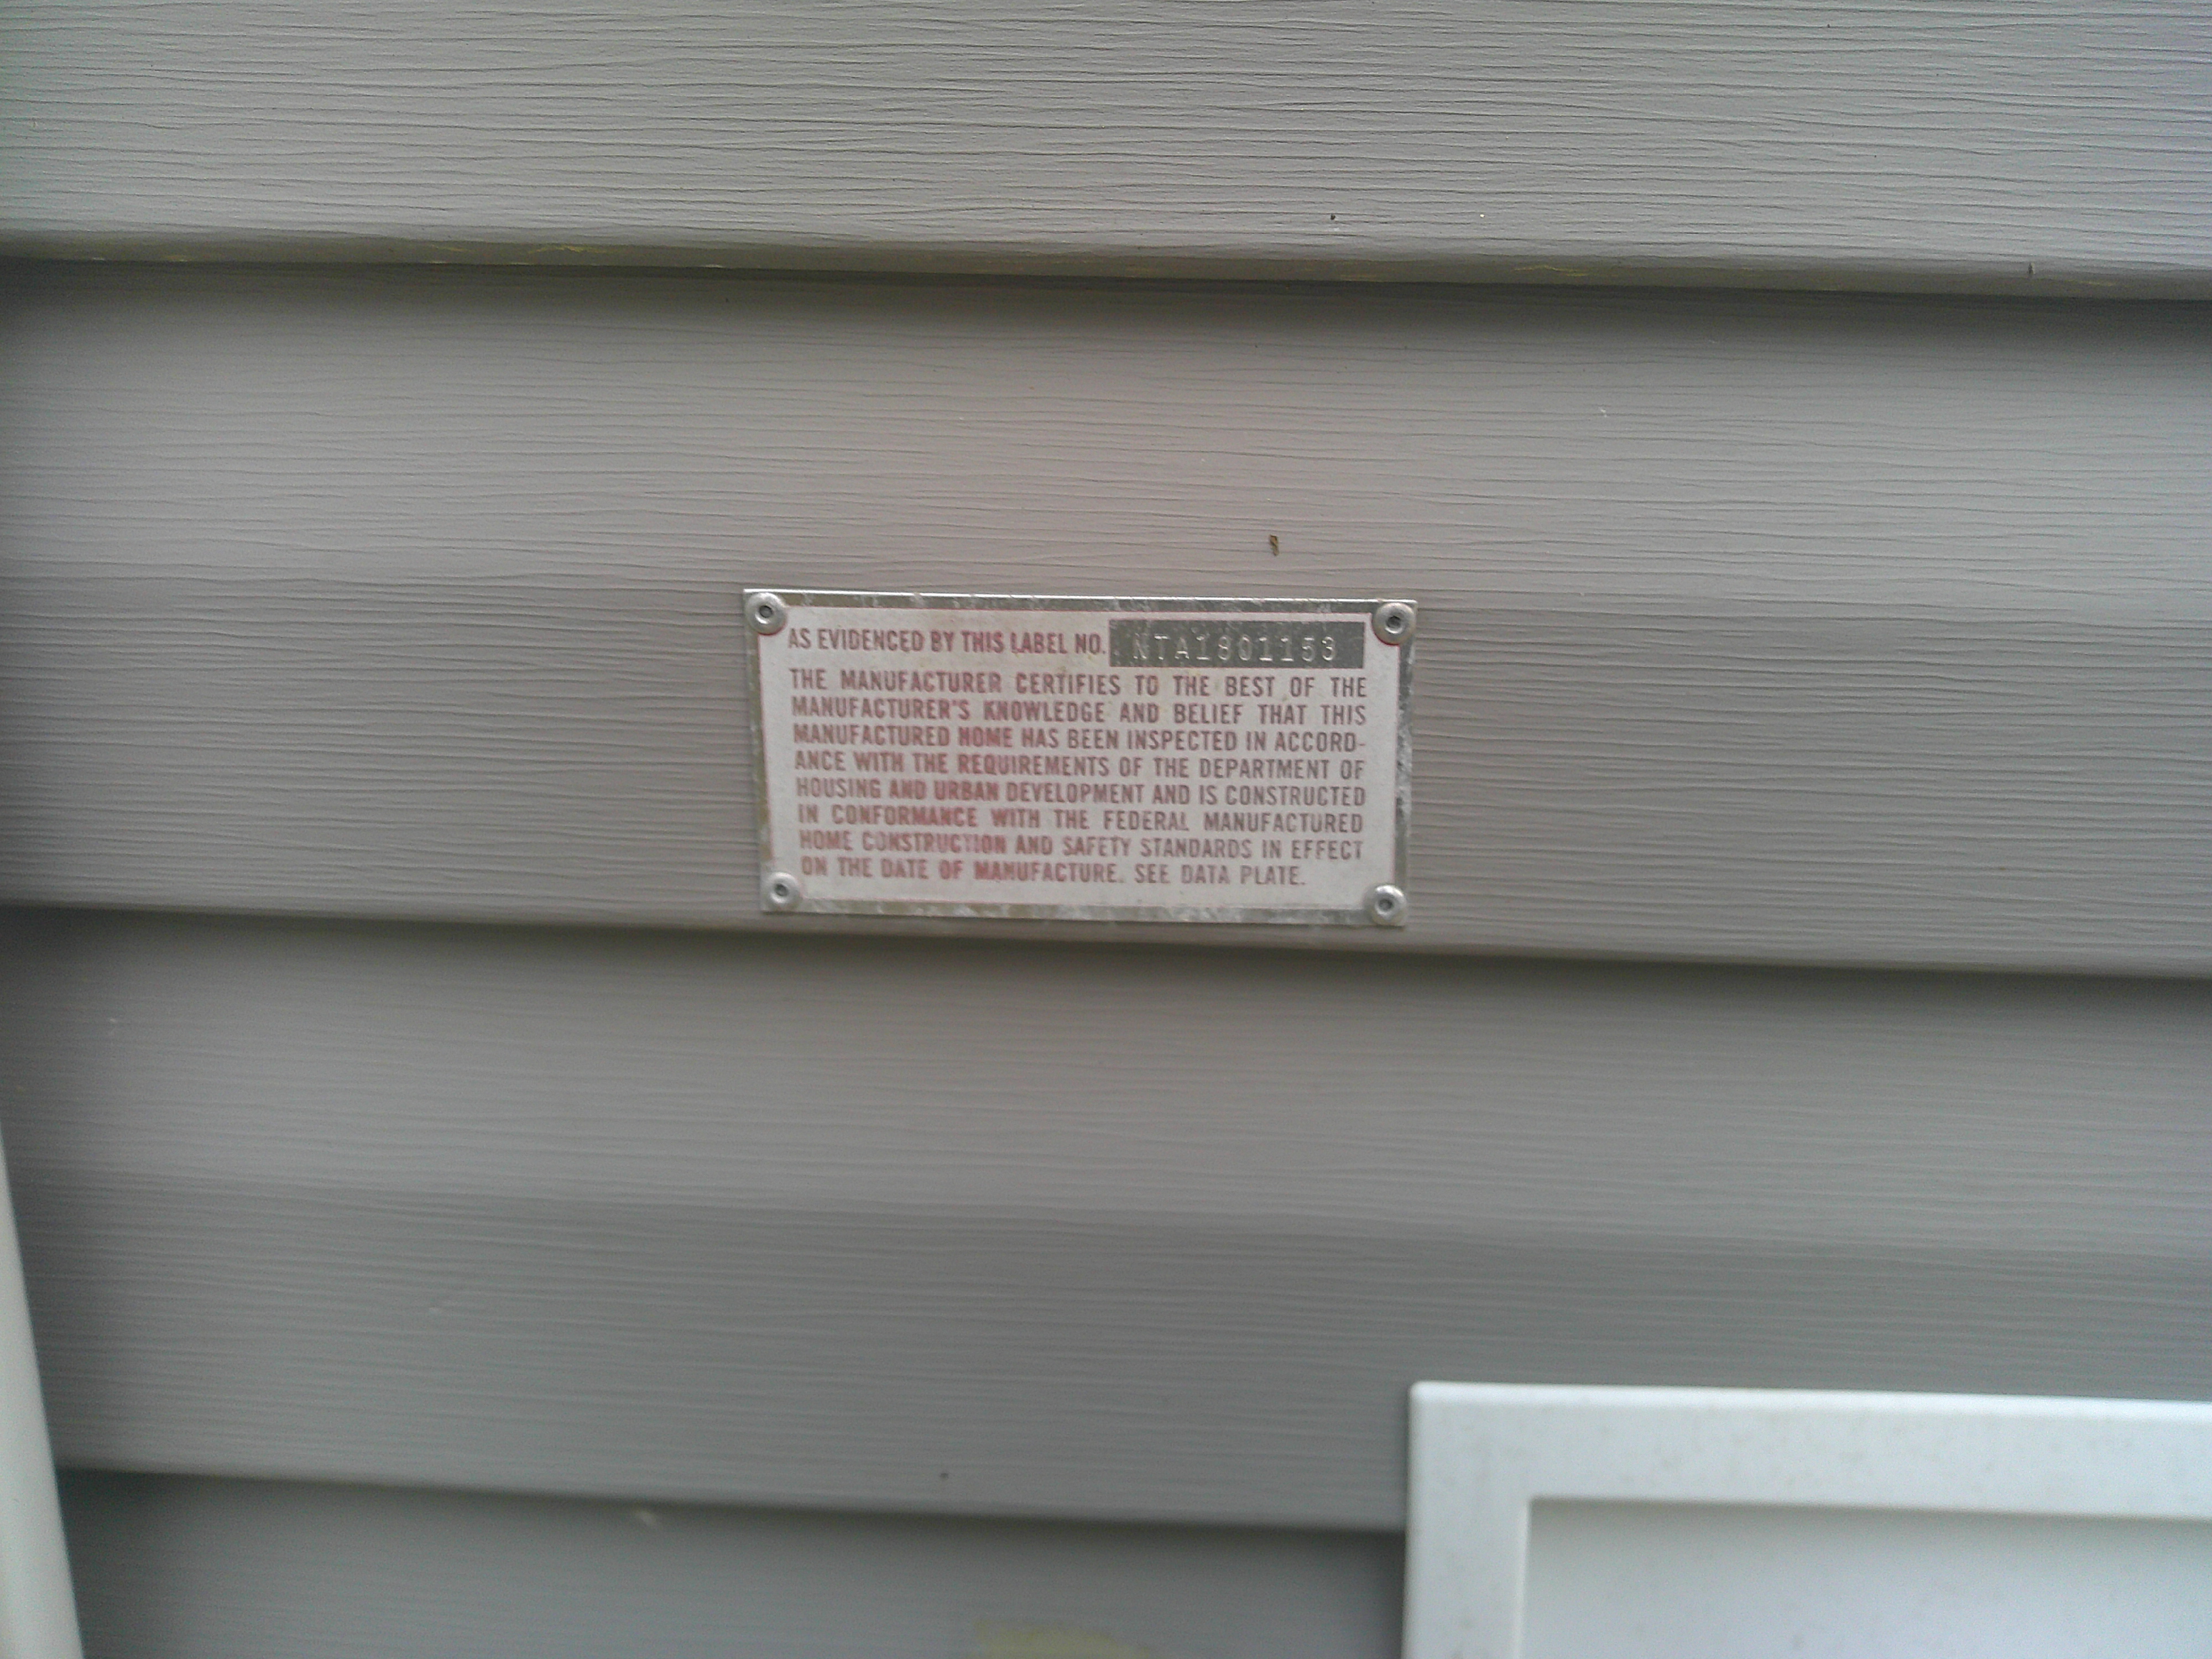 AS EVIDENCED BY THIS LABEL NO. NTA1801153
THE MANUFACTURER CERTIFIES TO THE BEST OF THE
MANUFACTURER'S KNOWLEDGE AND BELIEF THAT THIS
MANUFACTURED HOME HAS BEEN INSPECTED IN ACCORD-
ANCE WITH THE REQUIREMENTS OF THE DEPARTMENT OF
HOUSING AND URBAN DEVELOPMENT AND IS CONSTRUCTED
IN CONFORMANCE WITH THE FEDERAL MANUFACTURED
HOME CONSTRUCTION AND SAFETY STANDARDS IN EFFECT
ON THE DATE OF MANUFACTURE. SEE DATA PLATE.